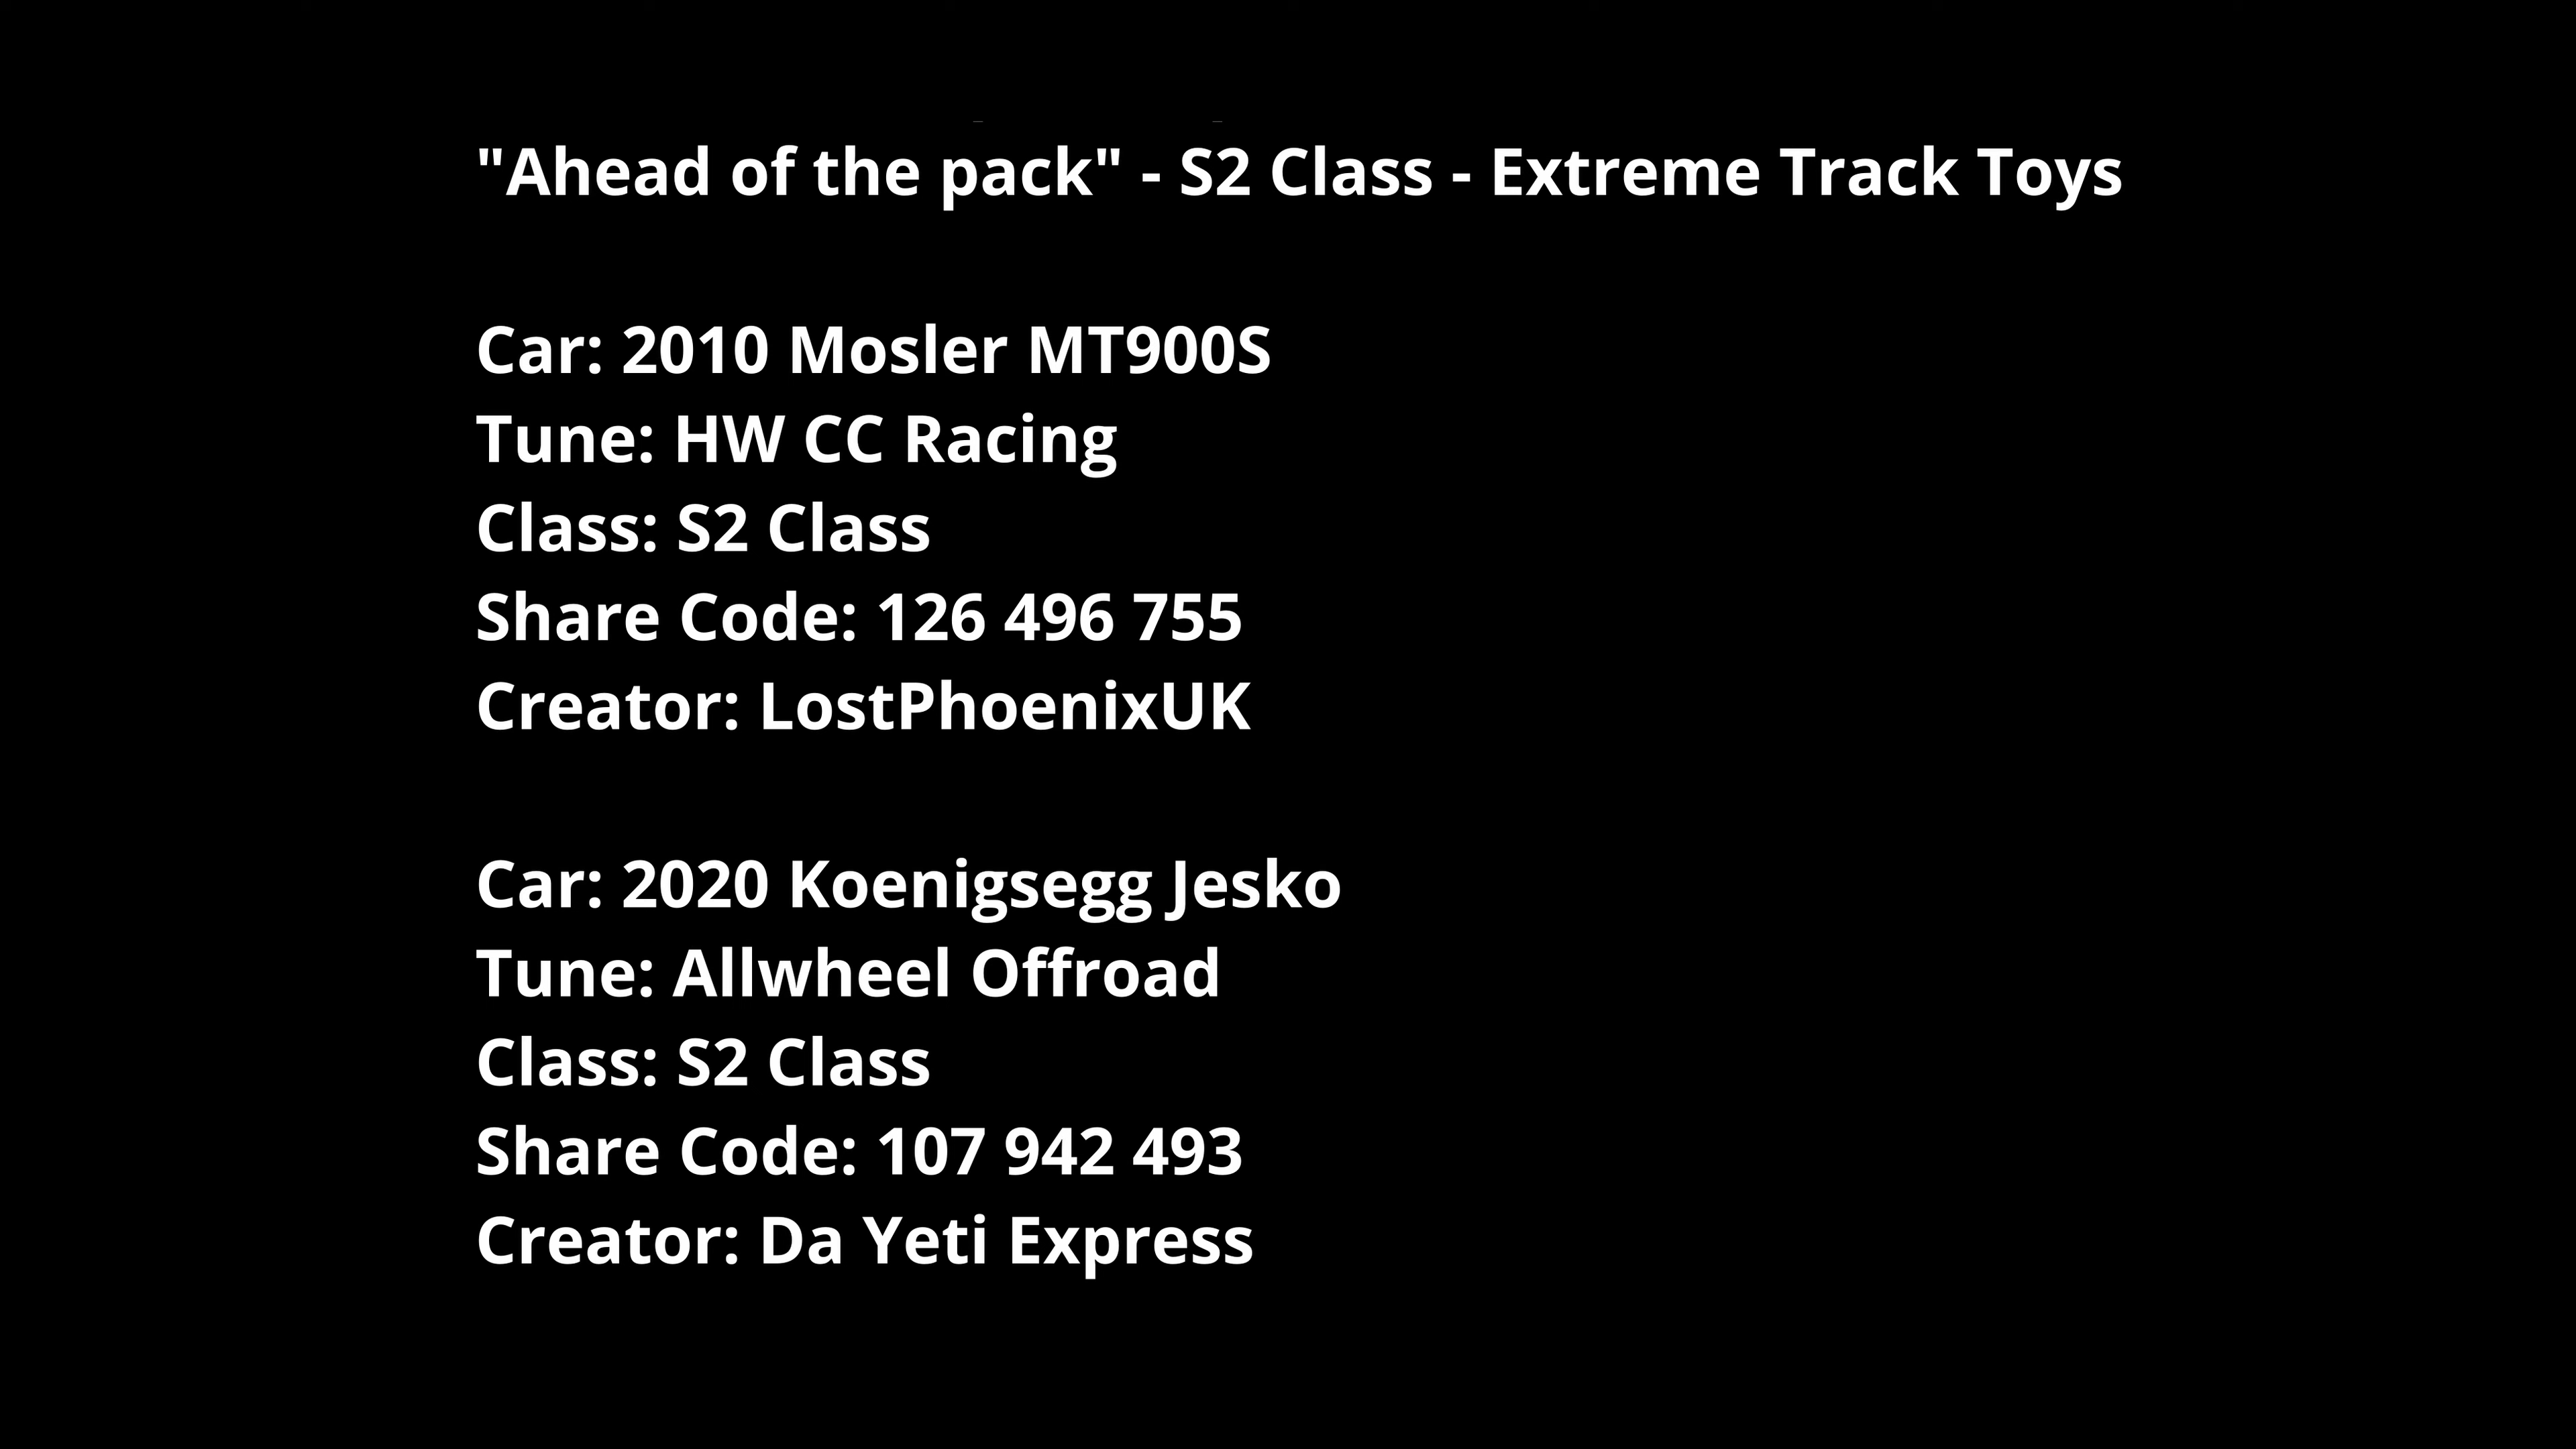 "Ahead of the pack" - S2 Class - Extreme Track Toys
Car: 2010 Mosler MT900S
Tune: HW CC Racing
Class: S2 Class
Share Code: 126 496 755
Creator: LostPhoenixUK
Car: 2020 Koenigsegg Jesko
Tune: Allwheel Offroad
Class: S2 Class
Share Code: 107 942 493
Creator: Da Yeti Express